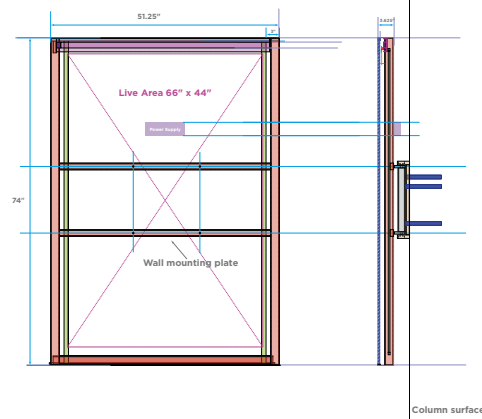 51.25"
3.625"
.2"
Live Area 66" x 44"
Power Supply
74"
Wall mounting plate
Column surface